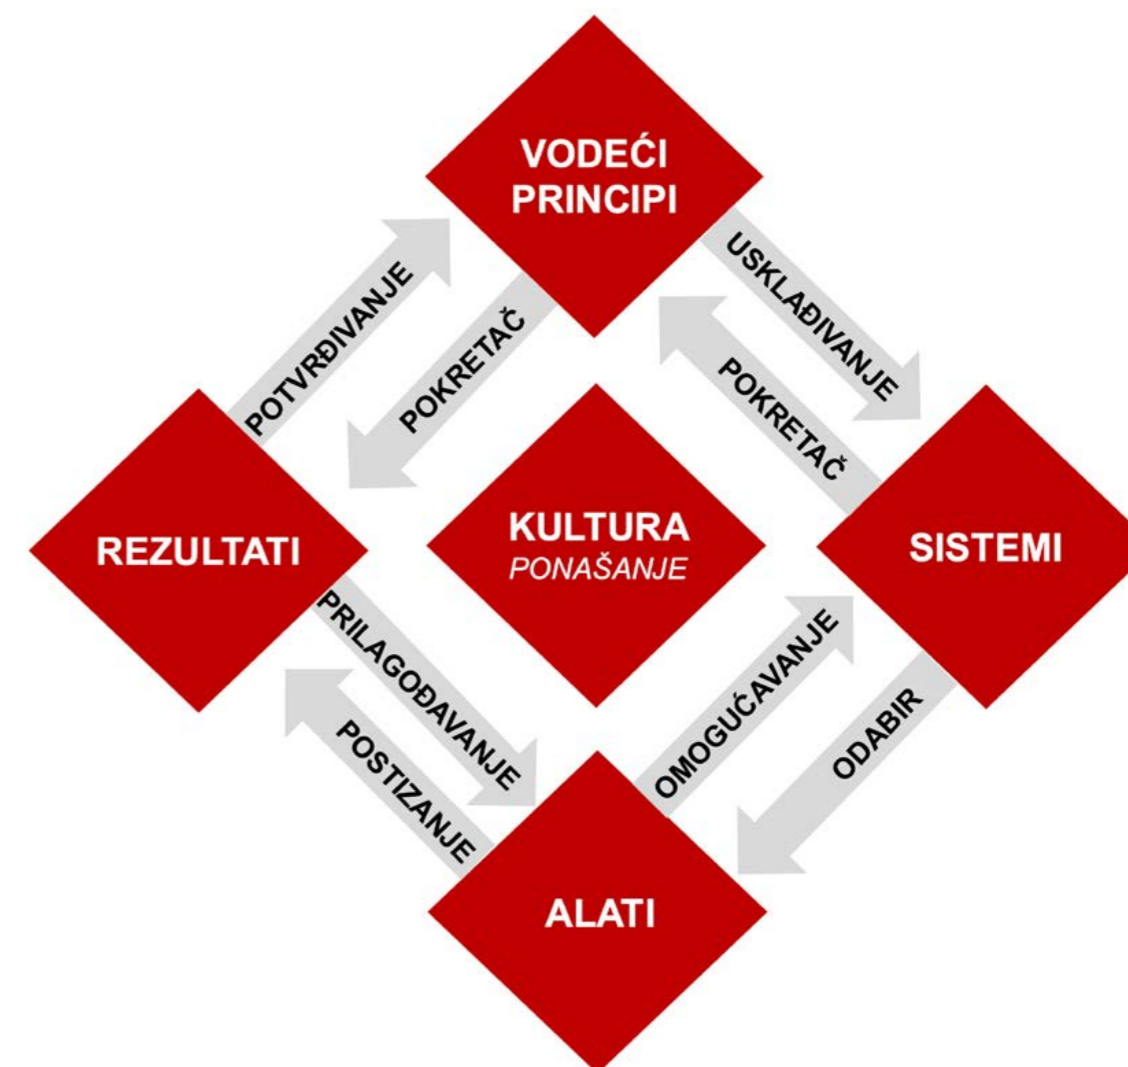 VODEĆI
PRINCIPI
POTVRĐIVANJE
POKRETAČ
USKLAĐIVANJE
POKRETAČ
REZULTATI
KULTURA
PONAŠANJE
SISTEMI
PRILAGOĐAVANJE
POSTIZANJE
OMOGUĆAVANJE
ODABIR
ALATI